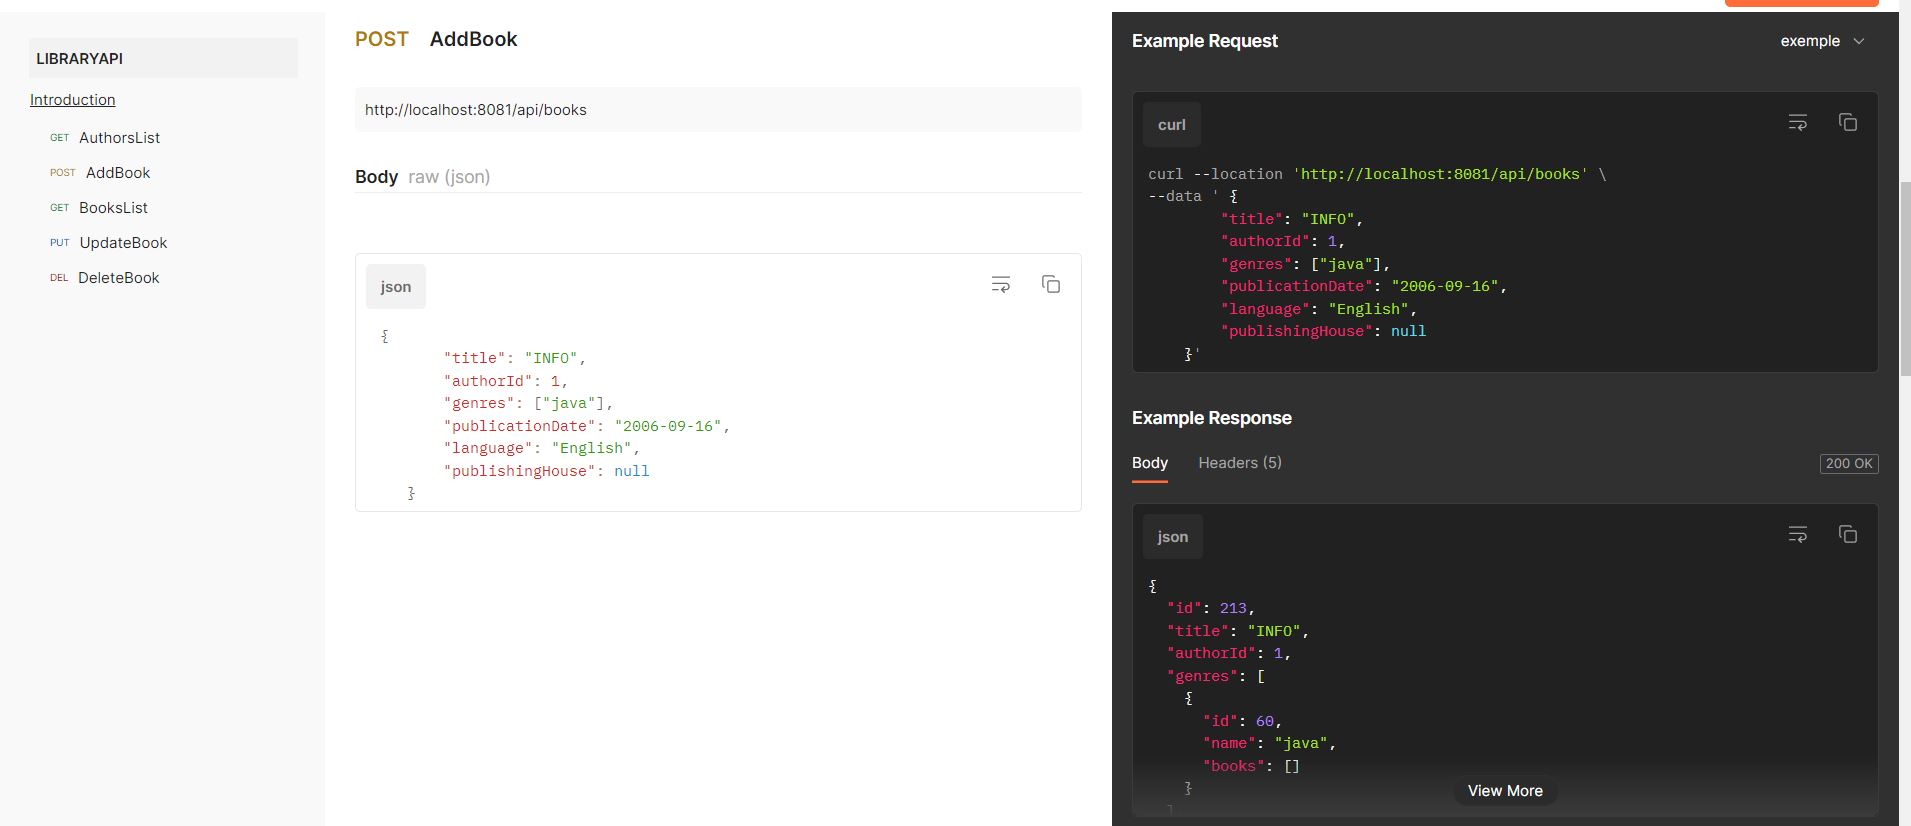 LIBRARYAPI
Introduction
GET AuthorsList
POST AddBook
GET BooksList
PUT UpdateBook
DEL DeleteBook
POST AddBook
http://localhost:8081/api/books
Body raw (json)
json
{
"title": "INFO",
"authorId": 1,
"genres": ["java"],
"publicationDate": "2006-09-16",
"language": "English",
"publishingHouse": null
}
Example Request
exemple
curl
curl --location 'http://localhost:8081/api/books' \
--data ' {
"title": "INFO",
"authorId": 1,
"genres": ["java"],
"publicationDate": "2006-09-16",
"language": "English",
"publishingHouse": null
}'
Example Response
Body Headers (5)
200 OK
json
{
"id": 213,
"title": "INFO",
"authorId": 1,
"genres": [
{
"id": 60,
"name": "java",
"books": []
}
View More
]